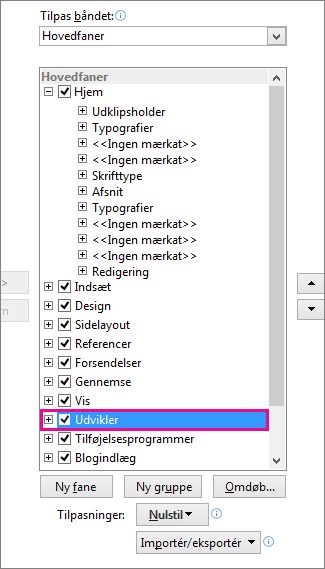 Tilpas båndet:
Hovedfaner
Hovedfaner
Hjem
Udklipsholder
Typografier
<<Ingen mærkat>>
<<Ingen mærkat>>
Skrifttype
Afsnit
Typografier
<<Ingen mærkat>>
<<Ingen mærkat>>
<<Ingen mærkat>>
Redigering
Indsæt
Design
Sidelayout
Referencer
Forsendelser
Gennemse
Vis
Udvikler
Tilføjelsesprogrammer
Blogindlæg
Ny fane Ny gruppe Omdøb...
Tilpasninger: Nulstil
Importér/eksportér